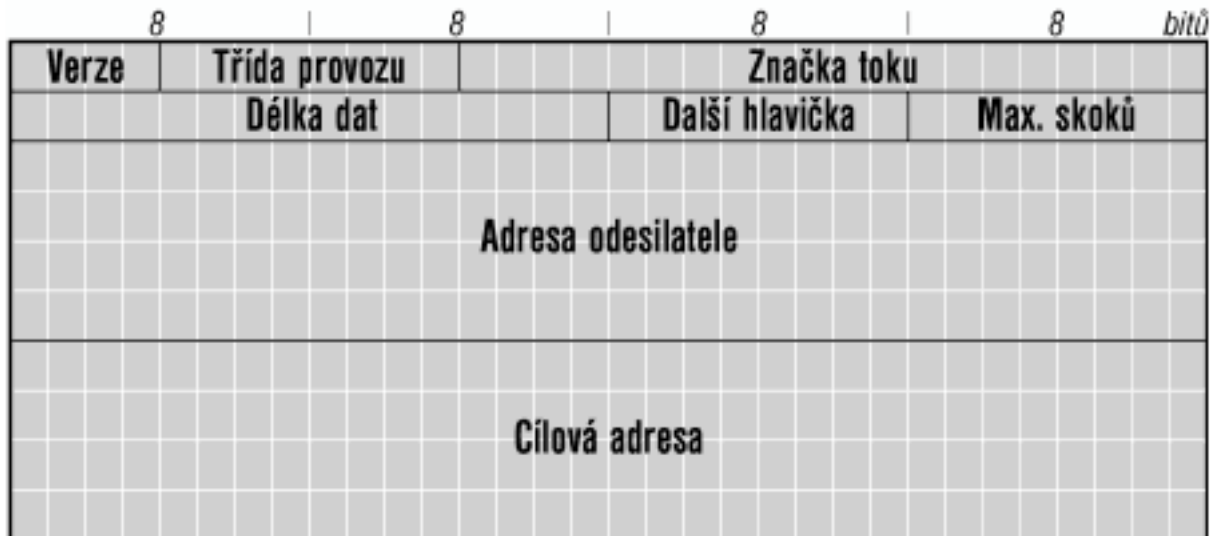 8 8 8 8 bitů
Verze Třída provozu Značka toku
Délka dat Další hlavička Max. skoků
Adresa odesilatele
Cílová adresa